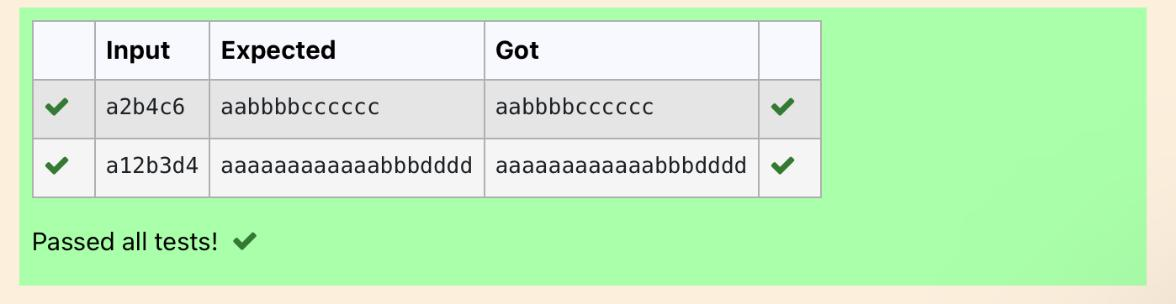 Input Expected Got
a2b4c6 aabbbbcccccc aabbbbcccccc
a12b3d4 aaaaaaaaaaaabbbdddd aaaaaaaaaaaabbbdddd
Passed all tests!